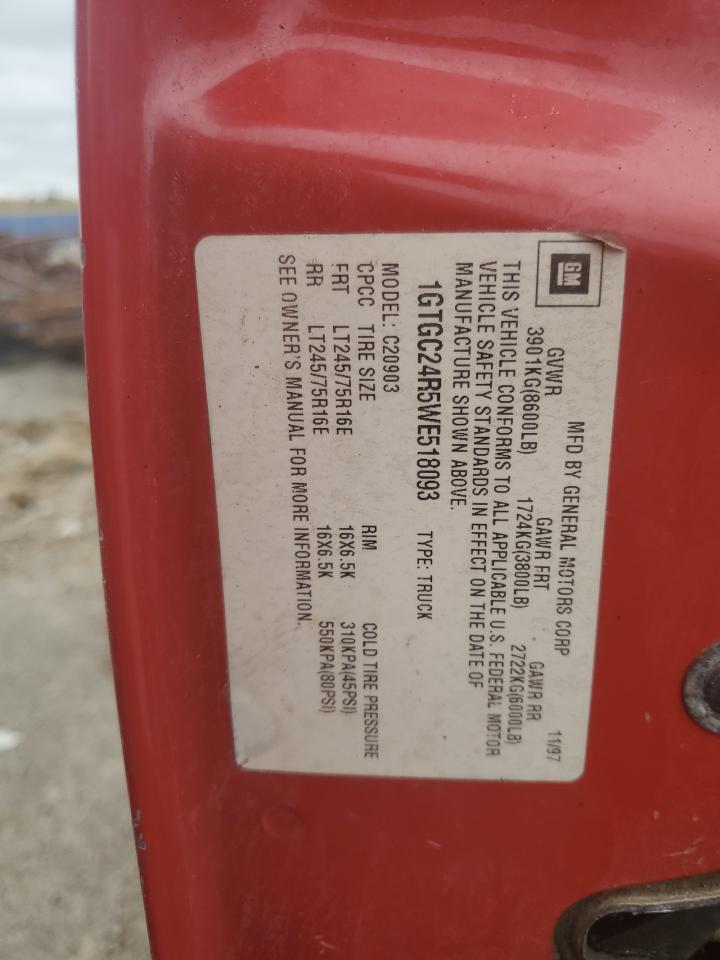 GM
MFD BY GENERAL MOTORS CORP 11/97
GVWR GAWR FRT GAWR RR
3901KG(8600LB) 1724KG(3800LB) 2722KG(6000LB)
THIS VEHICLE CONFORMS TO ALL APPLICABLE U.S. FEDERAL MOTOR
VEHICLE SAFETY STANDARDS IN EFFECT ON THE DATE OF
MANUFACTURE SHOWN ABOVE.
1GTGC24R5WE518093 TYPE: TRUCK
MODEL: C20903
CPCC TIRE SIZE RIM COLD TIRE PRESSURE
FRT LT245/75R16E 16X6.5K 310KPA(45PSI)
RR LT245/75R16E 16X6.5K 550KPA(80PSI)
SEE OWNER'S MANUAL FOR MORE INFORMATION.